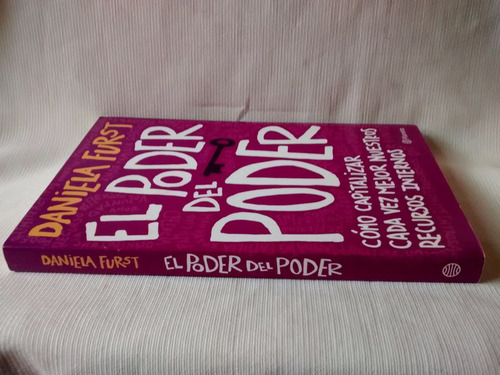 DANIELA FURST
EL PODER
DEL
PODER
CÓMO CAPITALIZAR
CADA VEZ MEJOR NUESTROS
RECURSOS INTERNOS
DANIELA FURST EL PODER DEL PODER